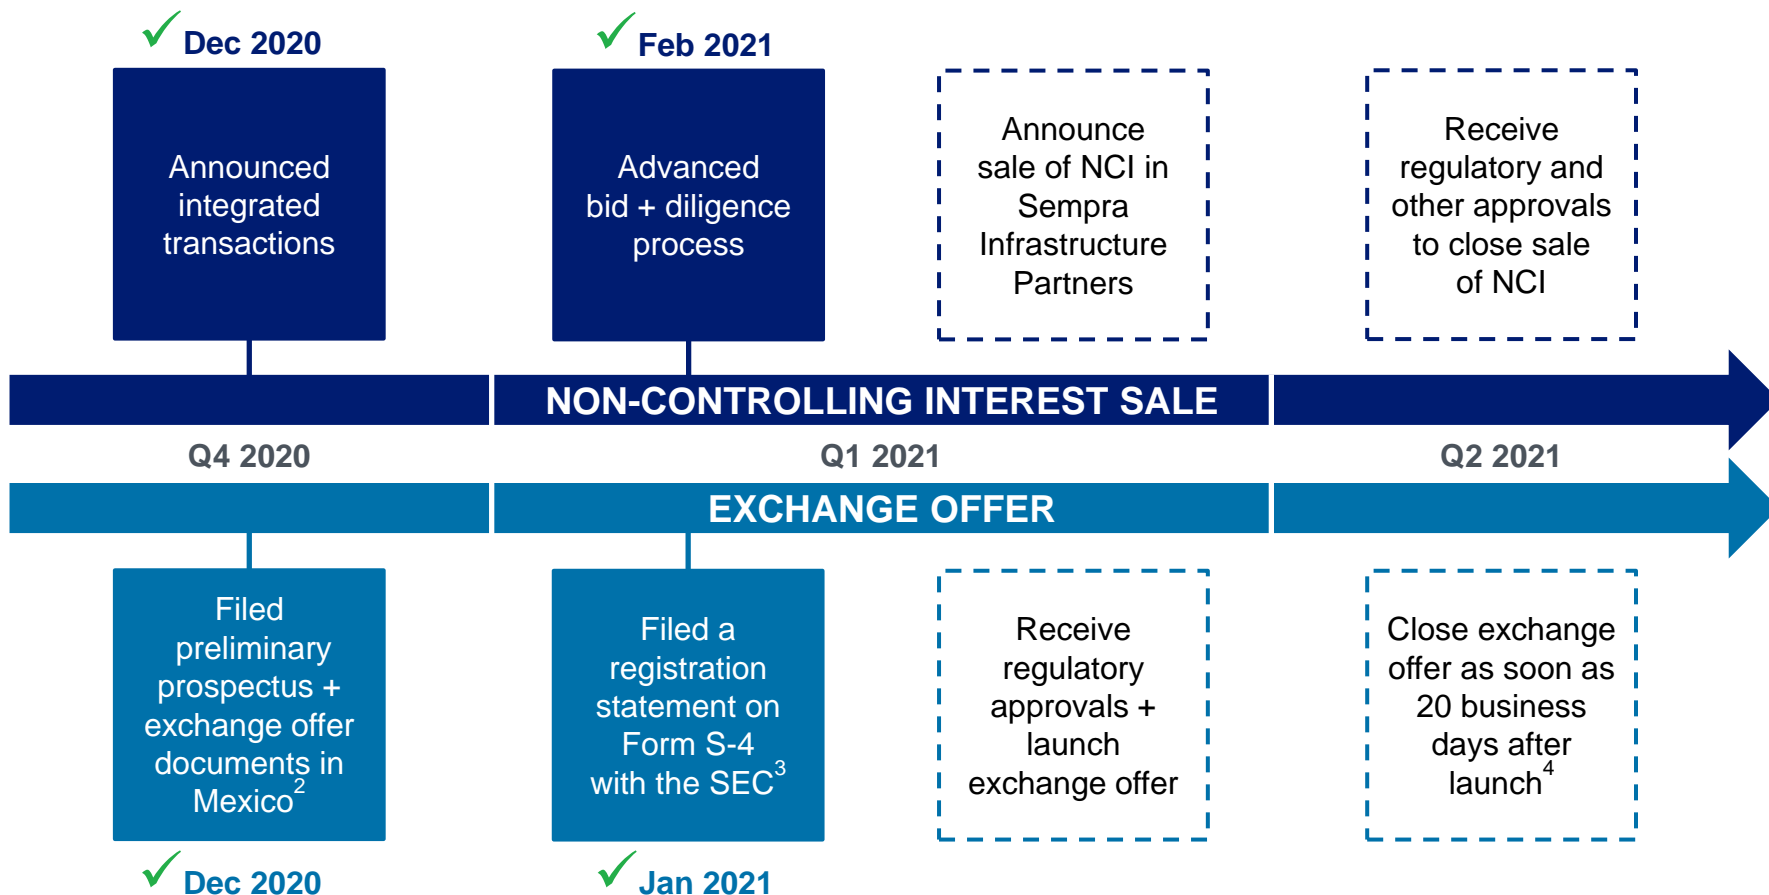 Dec 2020
Feb 2021
Announced
integrated
transactions
Advanced
bid + diligence
process
Announce
sale of NCI in
Sempra
Infrastructure
Partners
Receive
regulatory and
other approvals
to close sale
of NCI
NON-CONTROLLING INTEREST SALE
Q4 2020
Q1 2021
Q2 2021
EXCHANGE OFFER
Filed
preliminary
prospectus +
exchange offer
documents in
Mexico2
Filed a
registration
statement on
Form S-4
with the SEC3
Receive
regulatory
approvals +
launch
exchange offer
Close exchange
offer as soon as
20 business
days after
launch4
Dec 2020
Jan 2021